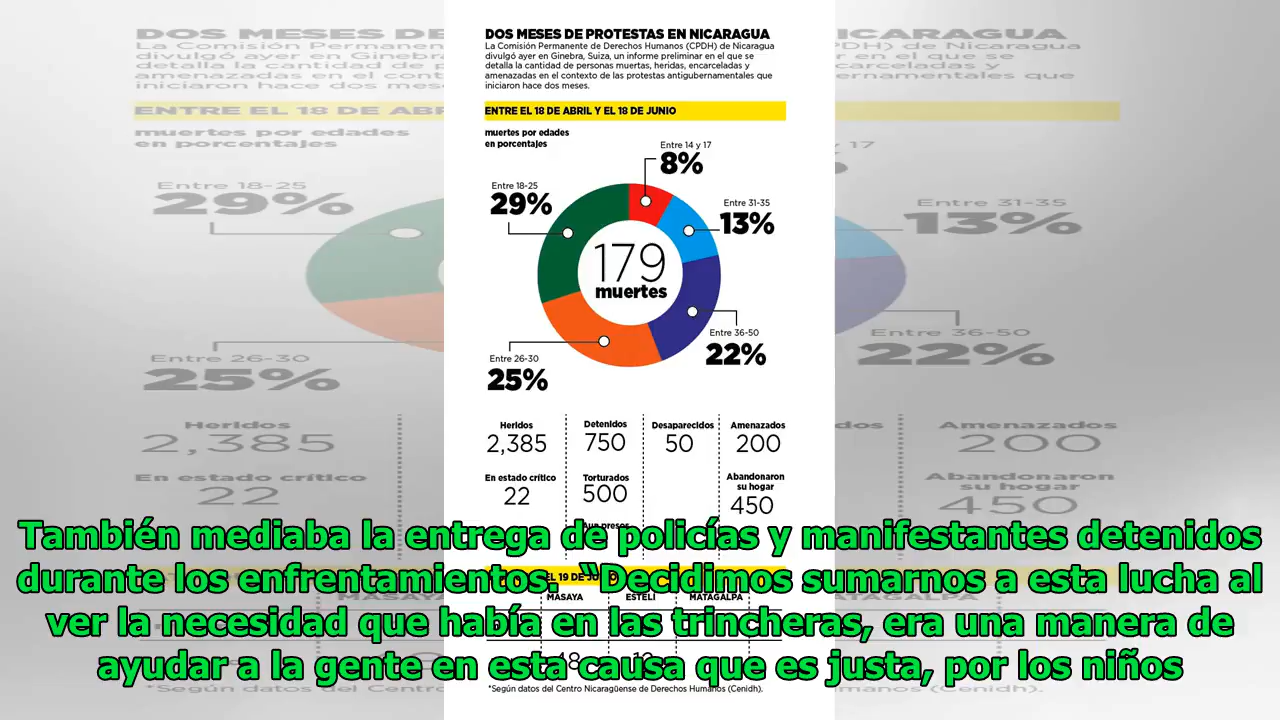 DOS MESES DE PROTESTAS EN NICARAGUA
La Comisión Permanente de Derechos Humanos (CPDH) de Nicaragua
divulgó ayer en Ginebra, Suiza, un informe preliminar en el que se
detalla la cantidad de personas muertas, heridas, encarceladas y
amenazadas en el contexto de las protestas antigubernamentales que
iniciaron hace dos meses.
ENTRE EL 18 DE ABRIL Y EL 18 DE JUNIO
muertes por edades
en porcentajes
Entre 14 y 17
8%
Entre 18-25
29%
Entre 31-35
13%
179
muertes
Entre 36-50
22%
Entre 26-30
25%
Heridos
2,385
Detenidos
750
Desaparecidos
50
Amenazados
200
En estado crítico
22
Torturados
500
Abandonaron
su hogar
450
Aun presos
También mediaba la entrega de policías y manifestantes detenidos
durante los enfrentamientos. “Decidimos sumarnos a esta lucha al
ver la necesidad que había en las trincheras, era una manera de
ayudar a la gente en esta causa que es justa, por los niños
EL 19 DE JUNIO
MASAYA
ESTELÍ
MATAGALPA
*Según datos del Centro Nicaragüense de Derechos Humanos (Cenidh).